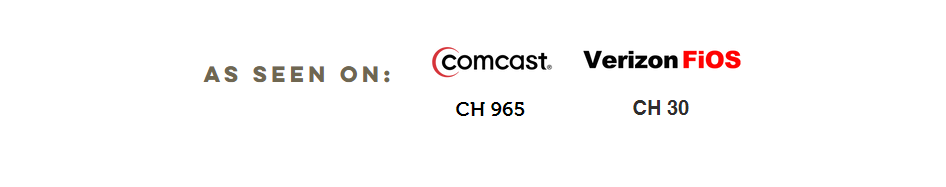 AS SEEN ON:
comcast®
Verizon FiOS
CH 965
CH 30